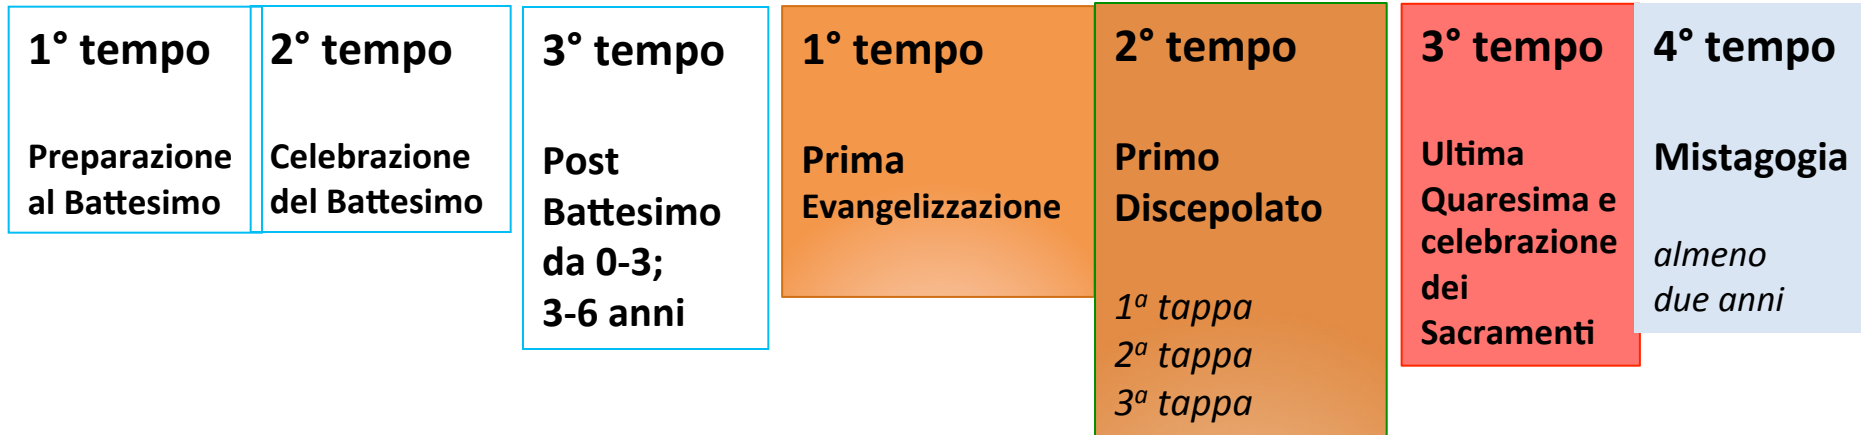 1° tempo
Preparazione
al Battesimo
2° tempo
Celebrazione
del Battesimo
3° tempo
Post
Battesimo
da 0-3;
3-6 anni
1° tempo
Prima
Evangelizzazione
2° tempo
Primo
Discepolato
1ª tappa
2ª tappa
3ª tappa
3° tempo
Ultima
Quaresima e
celebrazione
dei
Sacramenti
4° tempo
Mistagogia
almeno
due anni